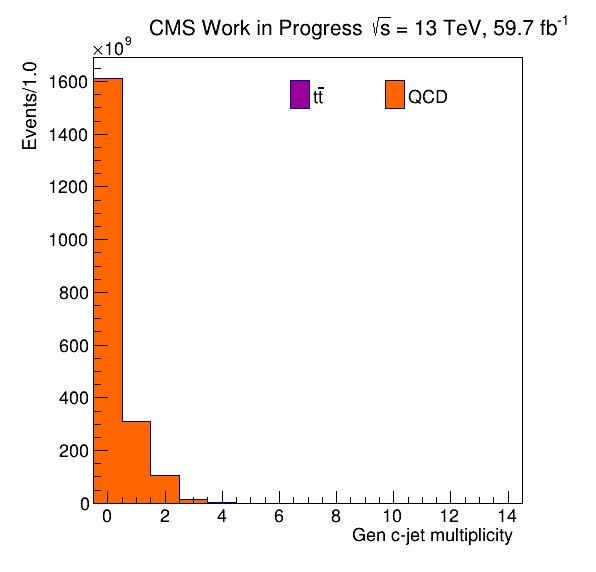 CMS Work in Progress √s = 13 TeV, 59.7 fb⁻¹
×10⁹
Events/1.0
1600
1400
1200
1000
800
600
400
200
0
tt̅
QCD
0 2 4 6 8 10 12 14
Gen c-jet multiplicity